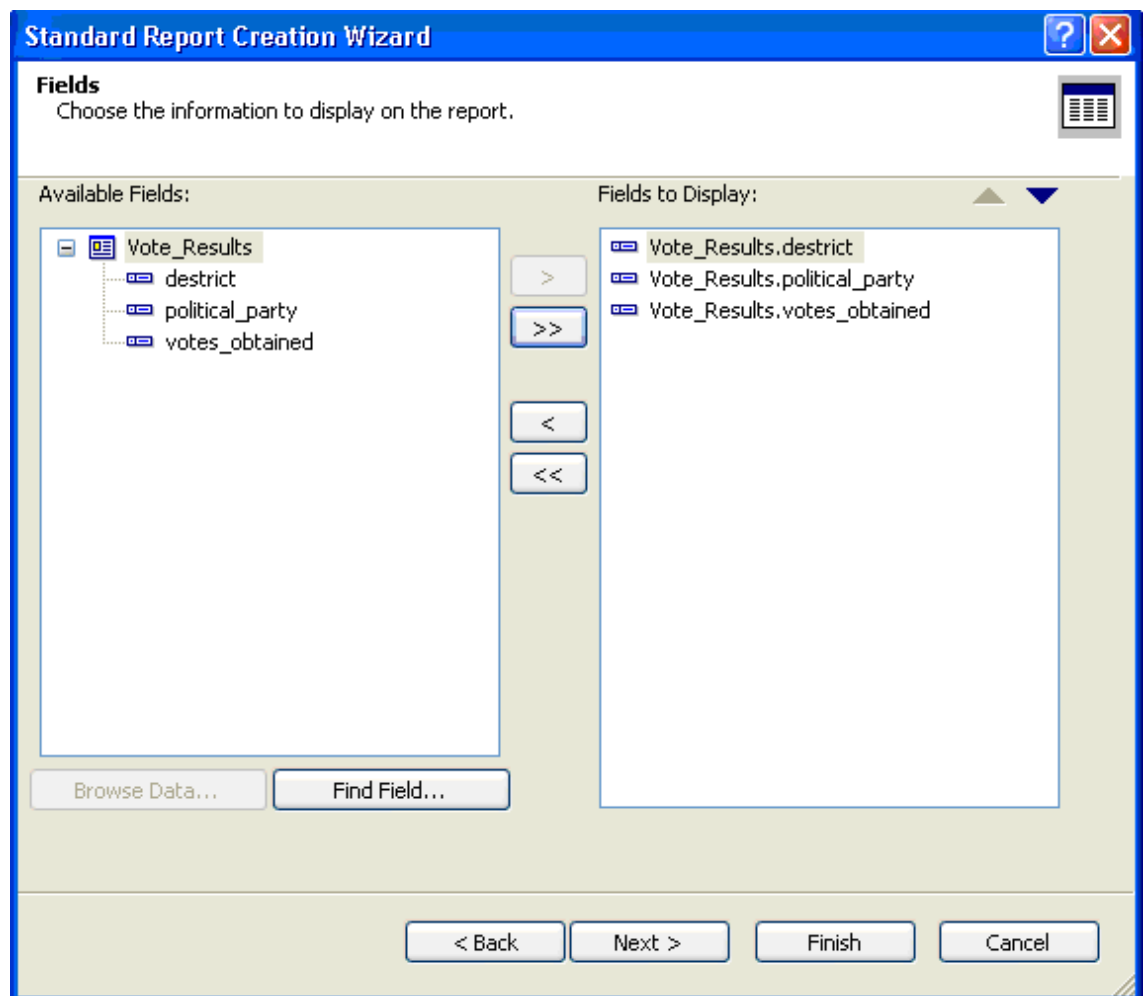 Standard Report Creation Wizard
Fields
Choose the information to display on the report.
Available Fields:
Fields to Display:
Vote_Results
destrict
political_party
votes_obtained
>
>>
<
<<
Vote_Results.destrict
Vote_Results.political_party
Vote_Results.votes_obtained
Browse Data...
Find Field...
< Back
Next >
Finish
Cancel